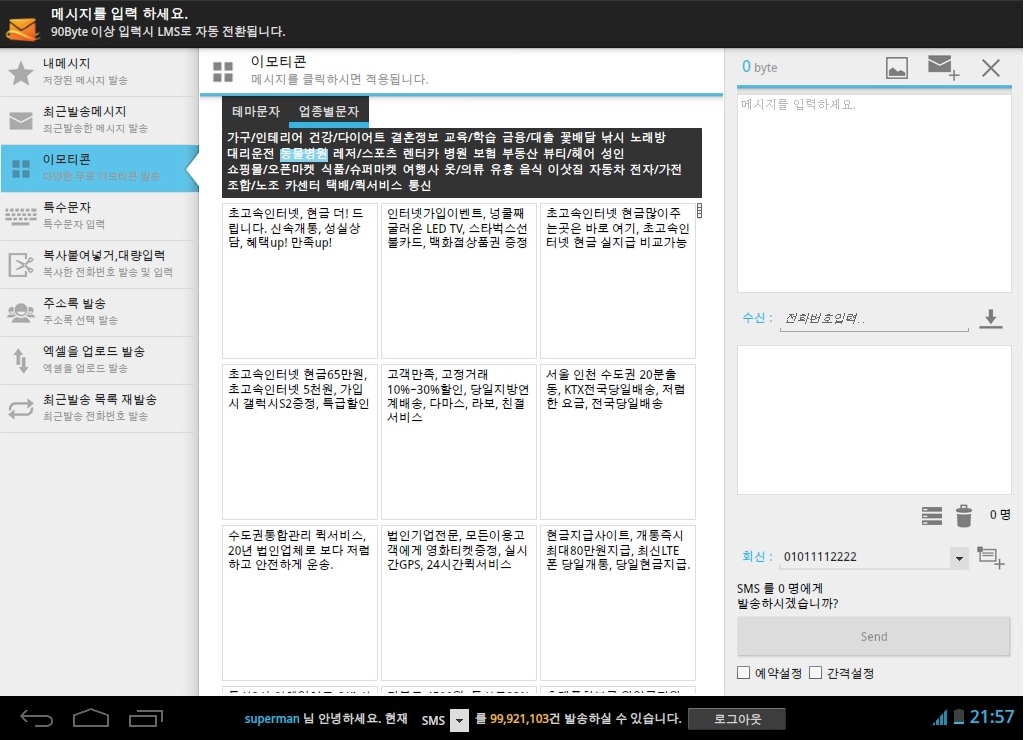 메시지를 입력 하세요.
90Byte 이상 입력시 LMS로 자동 전환됩니다.
내메시지
저장된 메시지 발송
최근발송메시지
최근발송한 메시지 발송
이모티콘
다양한 무료 이모티콘 발송
특수문자
특수문자 입력
복사붙여넣거,대량입력
복사한 전화번호 발송 및 입력
주소록 발송
주소록 선택 발송
엑셀을 업로드 발송
엑셀을 업로드 발송
최근발송 목록 재발송
최근발송 전화번호 발송
이모티콘
메시지를 클릭하시면 적용됩니다.
테마문자 업종별문자
가구/인테리어 건강/다이어트 결혼정보 교육/학습 금융/대출 꽃배달 낚시 노래방
대리운전 동물병원 레저/스포츠 렌터카 병원 보험 부동산 뷰티/헤어 성인
쇼핑몰/오픈마켓 식품/슈퍼마켓 여행사 옷/의류 유흥 음식 이삿짐 자동차 전자/가전
조합/노조 카센터 택배/퀵서비스 통신
초고속인터넷, 현금 더! 드
립니다. 신속개통, 성실상
담, 혜택up! 만족up!
인터넷가입이벤트, 넝쿨째
굴러온 LED TV, 스타벅스선
불카드, 백화점상품권 증정
초고속인터넷 현금많이주
는곳은 바로 여기, 초고속인
터넷 현금 실지급 비교가능
초고속인터넷 현금65만원,
초고속인터넷 5천원, 가입
시 갤럭시S2증정, 특급할인
고객만족, 고정거래
10%~30%할인, 당일지방연
계배송, 다마스, 라보, 친절
서비스
서울 인천 수도권 20분출
동, KTX전국당일배송, 저렴
한 요금, 전국당일배송
수도권통합관리 퀵서비스,
20년 법인업체로 보다 저렴
하고 안전하게 운송.
법인기업전문, 모든이용고
객에게 영화티켓증정, 실시
간GPS, 24시간퀵서비스
현금지급사이트, 개통즉시
최대80만원지급, 최신LTE
폰 당일개통, 당일현금지급.
0 byte
메시지를 입력하세요.
수신 : 전화번호입력..
0 명
회신 : 01011112222
SMS 를 0 명에게
발송하시겠습니까?
Send
예약설정 간격설정
superman 님 안녕하세요. 현재 SMS 를 99,921,103건 발송하실 수 있습니다. 로그아웃
21:57